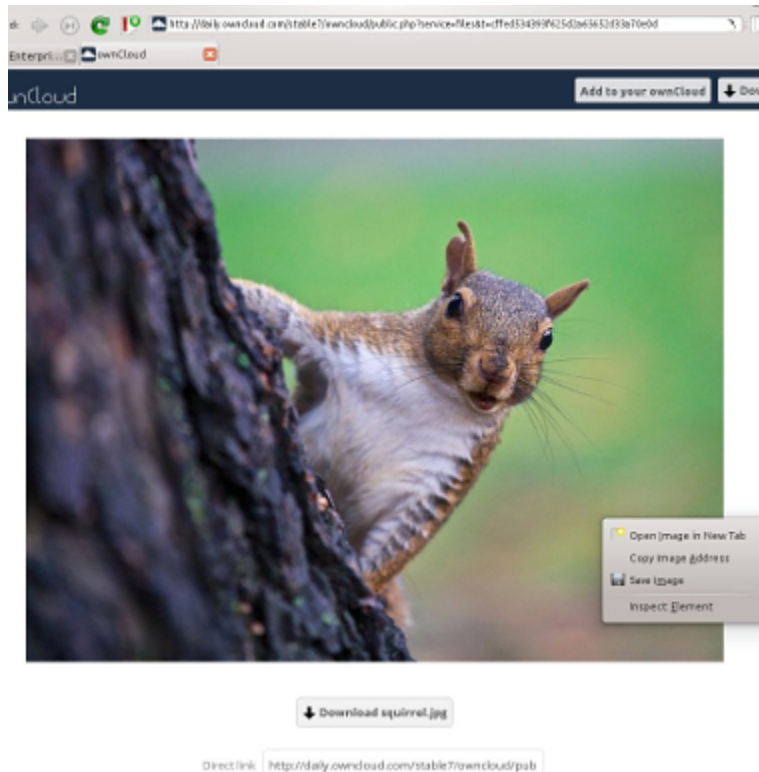 http://daily.owncloud.com/stable7/owncloud/public.php?service=files&t=
Enterpri...
ownCloud
wnCloud
Add to your ownCloud
Dow
Open Image in New Tab
Copy Image Address
Save Image
Inspect Element
Download squirrel.jpg
Direct link http://daily.owncloud.com/stable7/owncloud/pub